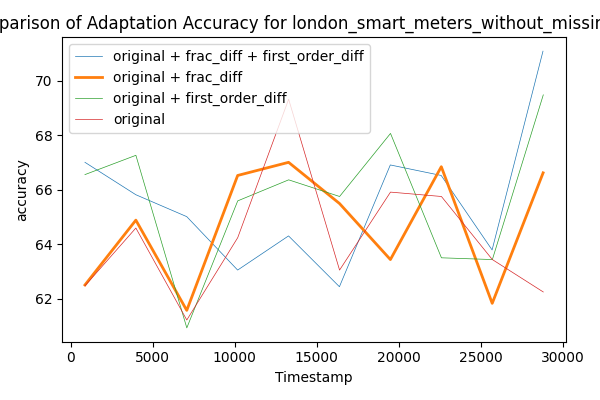 parison of Adaptation Accuracy for london_smart_meters_without_missin
original + frac_diff + first_order_diff
original + frac_diff
original + first_order_diff
original
accuracy
70
68
66
64
62
0 5000 10000 15000 20000 25000 30000
Timestamp